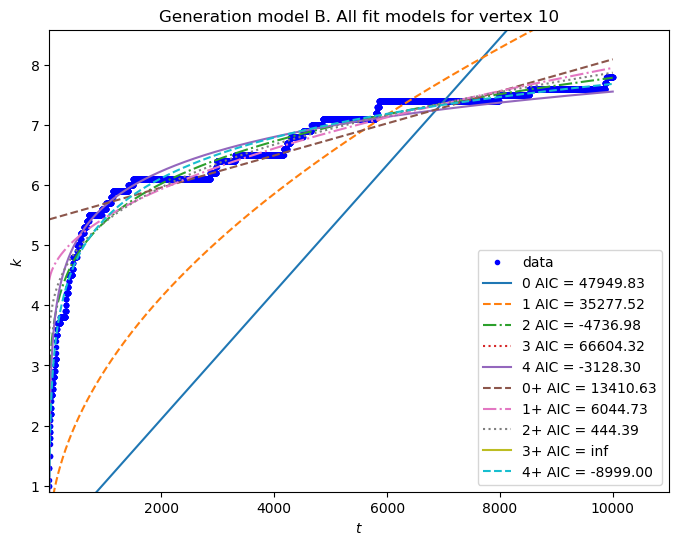 Generation model B. All fit models for vertex 10
8
7
6
5
4
3
2
1
k
2000 4000 6000 8000 10000
t
data
0 AIC = 47949.83
1 AIC = 35277.52
2 AIC = -4736.98
3 AIC = 66604.32
4 AIC = -3128.30
0+ AIC = 13410.63
1+ AIC = 6044.73
2+ AIC = 444.39
3+ AIC = inf
4+ AIC = -8999.00